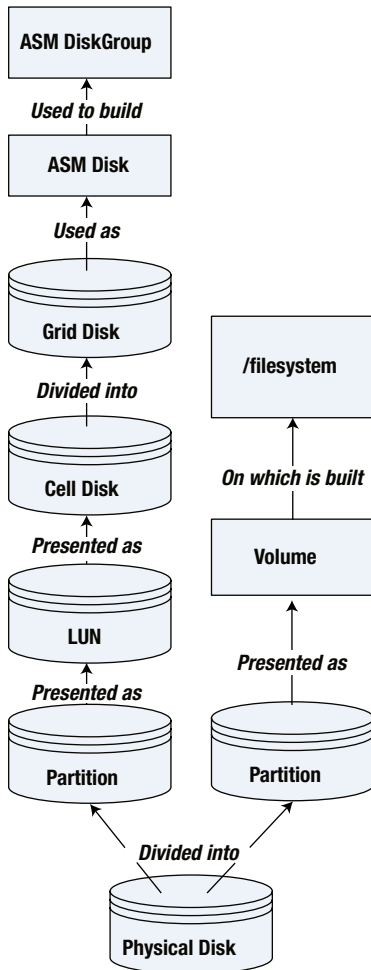 ASM DiskGroup
Used to build
ASM Disk
Used as
Grid Disk
Divided into
Cell Disk
Presented as
LUN
Presented as
Partition
/filesystem
On which is built
Volume
Presented as
Partition
Divided into
Physical Disk